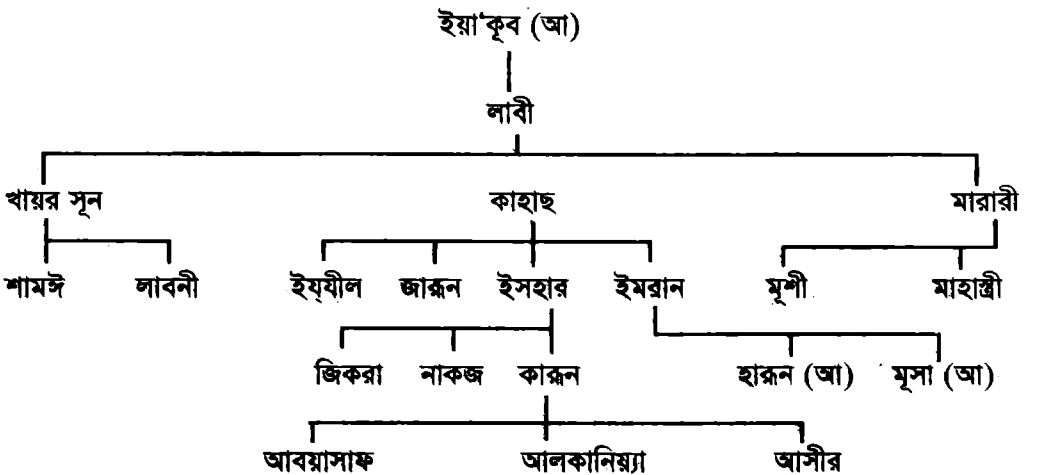 ইয়া'কূব (আ)
লাবী
খায়র সূন কাহাছ মারারী
শামঈ লাবনী ইয্যীল জারূন ইসহার ইমরান মূশী মাহাস্ত্রী
জিকরা নাকজ কারূন হারূন (আ) মূসা (আ)
আবয়াসাফ আলকানিয়্যা আসীর